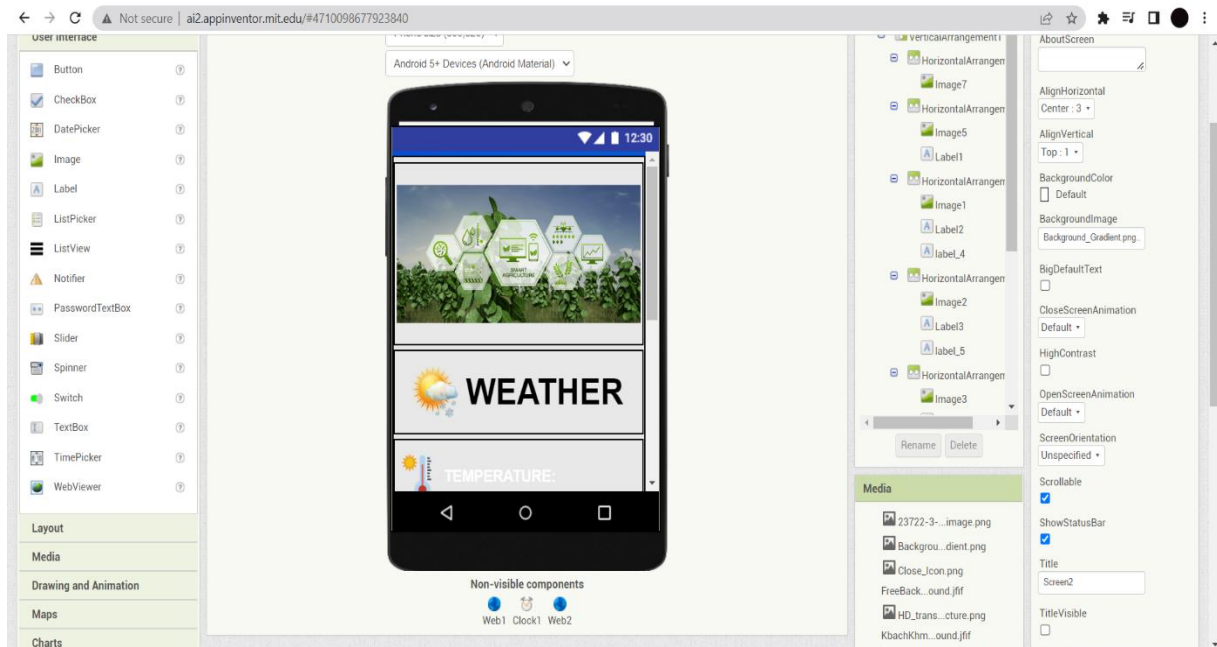 Not secure | ai2.appinventor.mit.edu/#4710098677923840
User Interface
Button
CheckBox
DatePicker
Image
Label
ListPicker
ListView
Notifier
PasswordTextBox
Slider
Spinner
Switch
TextBox
TimePicker
WebViewer
Layout
Media
Drawing and Animation
Maps
Charts
Android 5+ Devices (Android Material)
12:30
SMART
AGRICULTURE
WEATHER
TEMPERATURE:
Non-visible components
Web1 Clock1 Web2
VerticalArrangement1
HorizontalArrangem
Image7
HorizontalArrangem
Image5
Label1
HorizontalArrangem
Image1
Label2
label_4
HorizontalArrangem
Image2
Label3
label_5
HorizontalArrangem
Image3
Rename Delete
Media
23722-3-...image.png
Backgrou...dient.png
Close_Icon.png
FreeBack...ound.jfif
HD_trans...cture.png
KbachKhm...ound.jfif
AboutScreen
AlignHorizontal
Center : 3
AlignVertical
Top : 1
BackgroundColor
Default
BackgroundImage
Background_Gradient.png...
BigDefaultText
CloseScreenAnimation
Default
HighContrast
OpenScreenAnimation
Default
ScreenOrientation
Unspecified
Scrollable
ShowStatusBar
Title
Screen2
TitleVisible